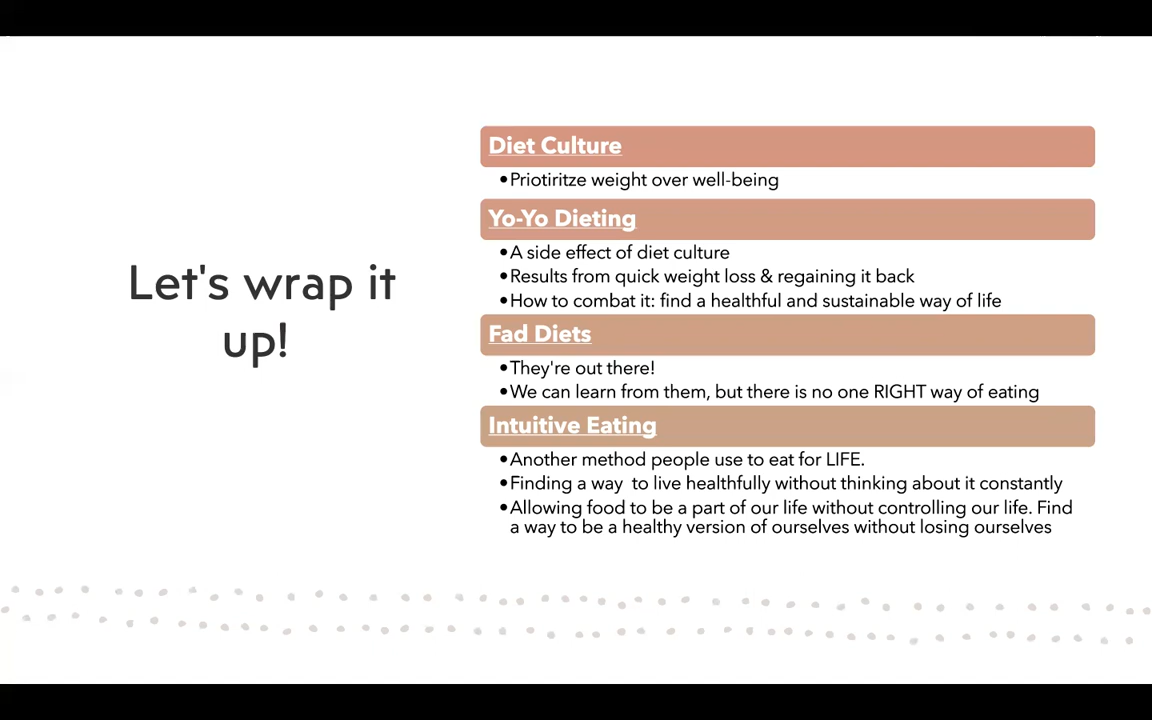 Let's wrap it
up!
Diet Culture
•Priotiritze weight over well-being
Yo-Yo Dieting
•A side effect of diet culture
•Results from quick weight loss & regaining it back
•How to combat it: find a healthful and sustainable way of life
Fad Diets
•They're out there!
•We can learn from them, but there is no one RIGHT way of eating
Intuitive Eating
•Another method people use to eat for LIFE.
•Finding a way  to live healthfully without thinking about it constantly
•Allowing food to be a part of our life without controlling our life. Find
a way to be a healthy version of ourselves without losing ourselves